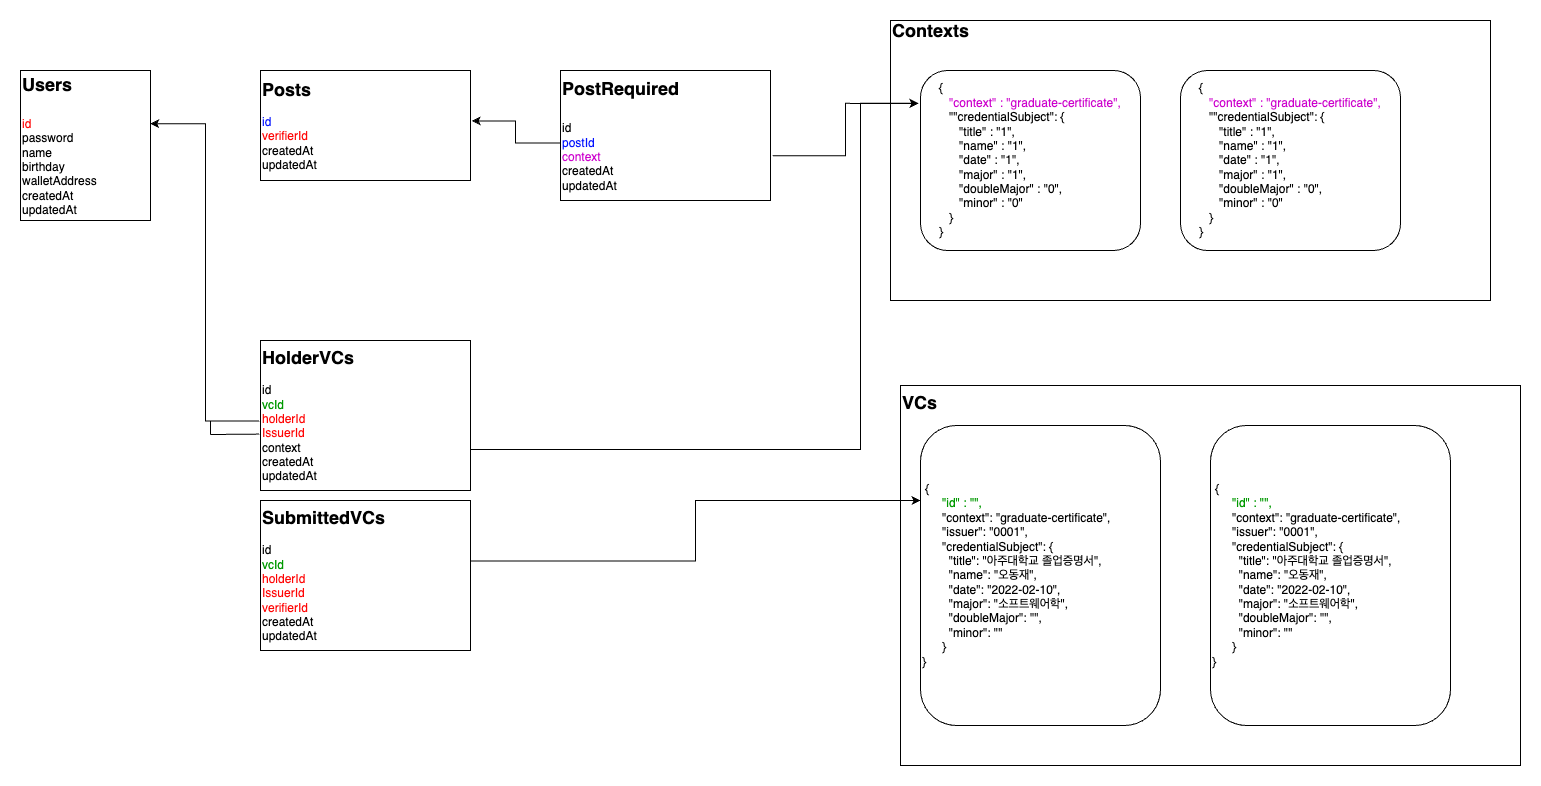 Users
id
password
name
birthday
walletAddress
createdAt
updatedAt
Posts
id
verifierId
createdAt
updatedAt
PostRequired
id
postId
context
createdAt
updatedAt
Contexts
{
"context" : "graduate-certificate",
""credentialSubject": {
"title" : "1",
"name" : "1",
"date" : "1",
"major" : "1",
"doubleMajor" : "0",
"minor" : "0"
}
}
{
"context" : "graduate-certificate",
""credentialSubject": {
"title" : "1",
"name" : "1",
"date" : "1",
"major" : "1",
"doubleMajor" : "0",
"minor" : "0"
}
}
HolderVCs
id
vcId
holderId
IssuerId
context
createdAt
updatedAt
SubmittedVCs
id
vcId
holderId
IssuerId
verifierId
createdAt
updatedAt
VCs
{
"id" : "",
"context": "graduate-certificate",
"issuer": "0001",
"credentialSubject": {
"title": "아주대학교 졸업증명서",
"name": "오동재",
"date": "2022-02-10",
"major": "소프트웨어학",
"doubleMajor": "",
"minor": ""
}
}
{
"id" : "",
"context": "graduate-certificate",
"issuer": "0001",
"credentialSubject": {
"title": "아주대학교 졸업증명서",
"name": "오동재",
"date": "2022-02-10",
"major": "소프트웨어학",
"doubleMajor": "",
"minor": ""
}
}